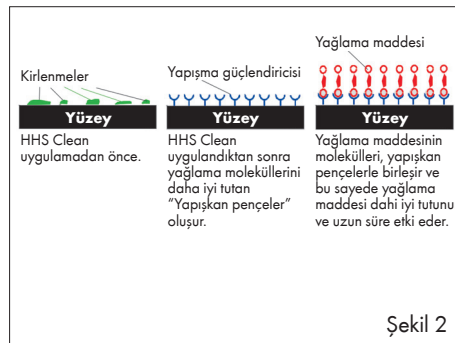 Kirlenmeler
Yüzey
HHS Clean
uygulamadan önce.
Yapışma güçlendiricisi
Yüzey
HHS Clean
uygulandıktan sonra
yağlama moleküllerini
daha iyi tutan
“Yapışkan pençeler”
oluşur.
Yağlama maddesi
Yüzey
Yağlama maddesinin
molekülleri, yapışkan
pençelerle birleşir ve
bu sayede yağlama
maddesi dahi iyi tutunu
ve uzun süre etki eder.
Şekil 2